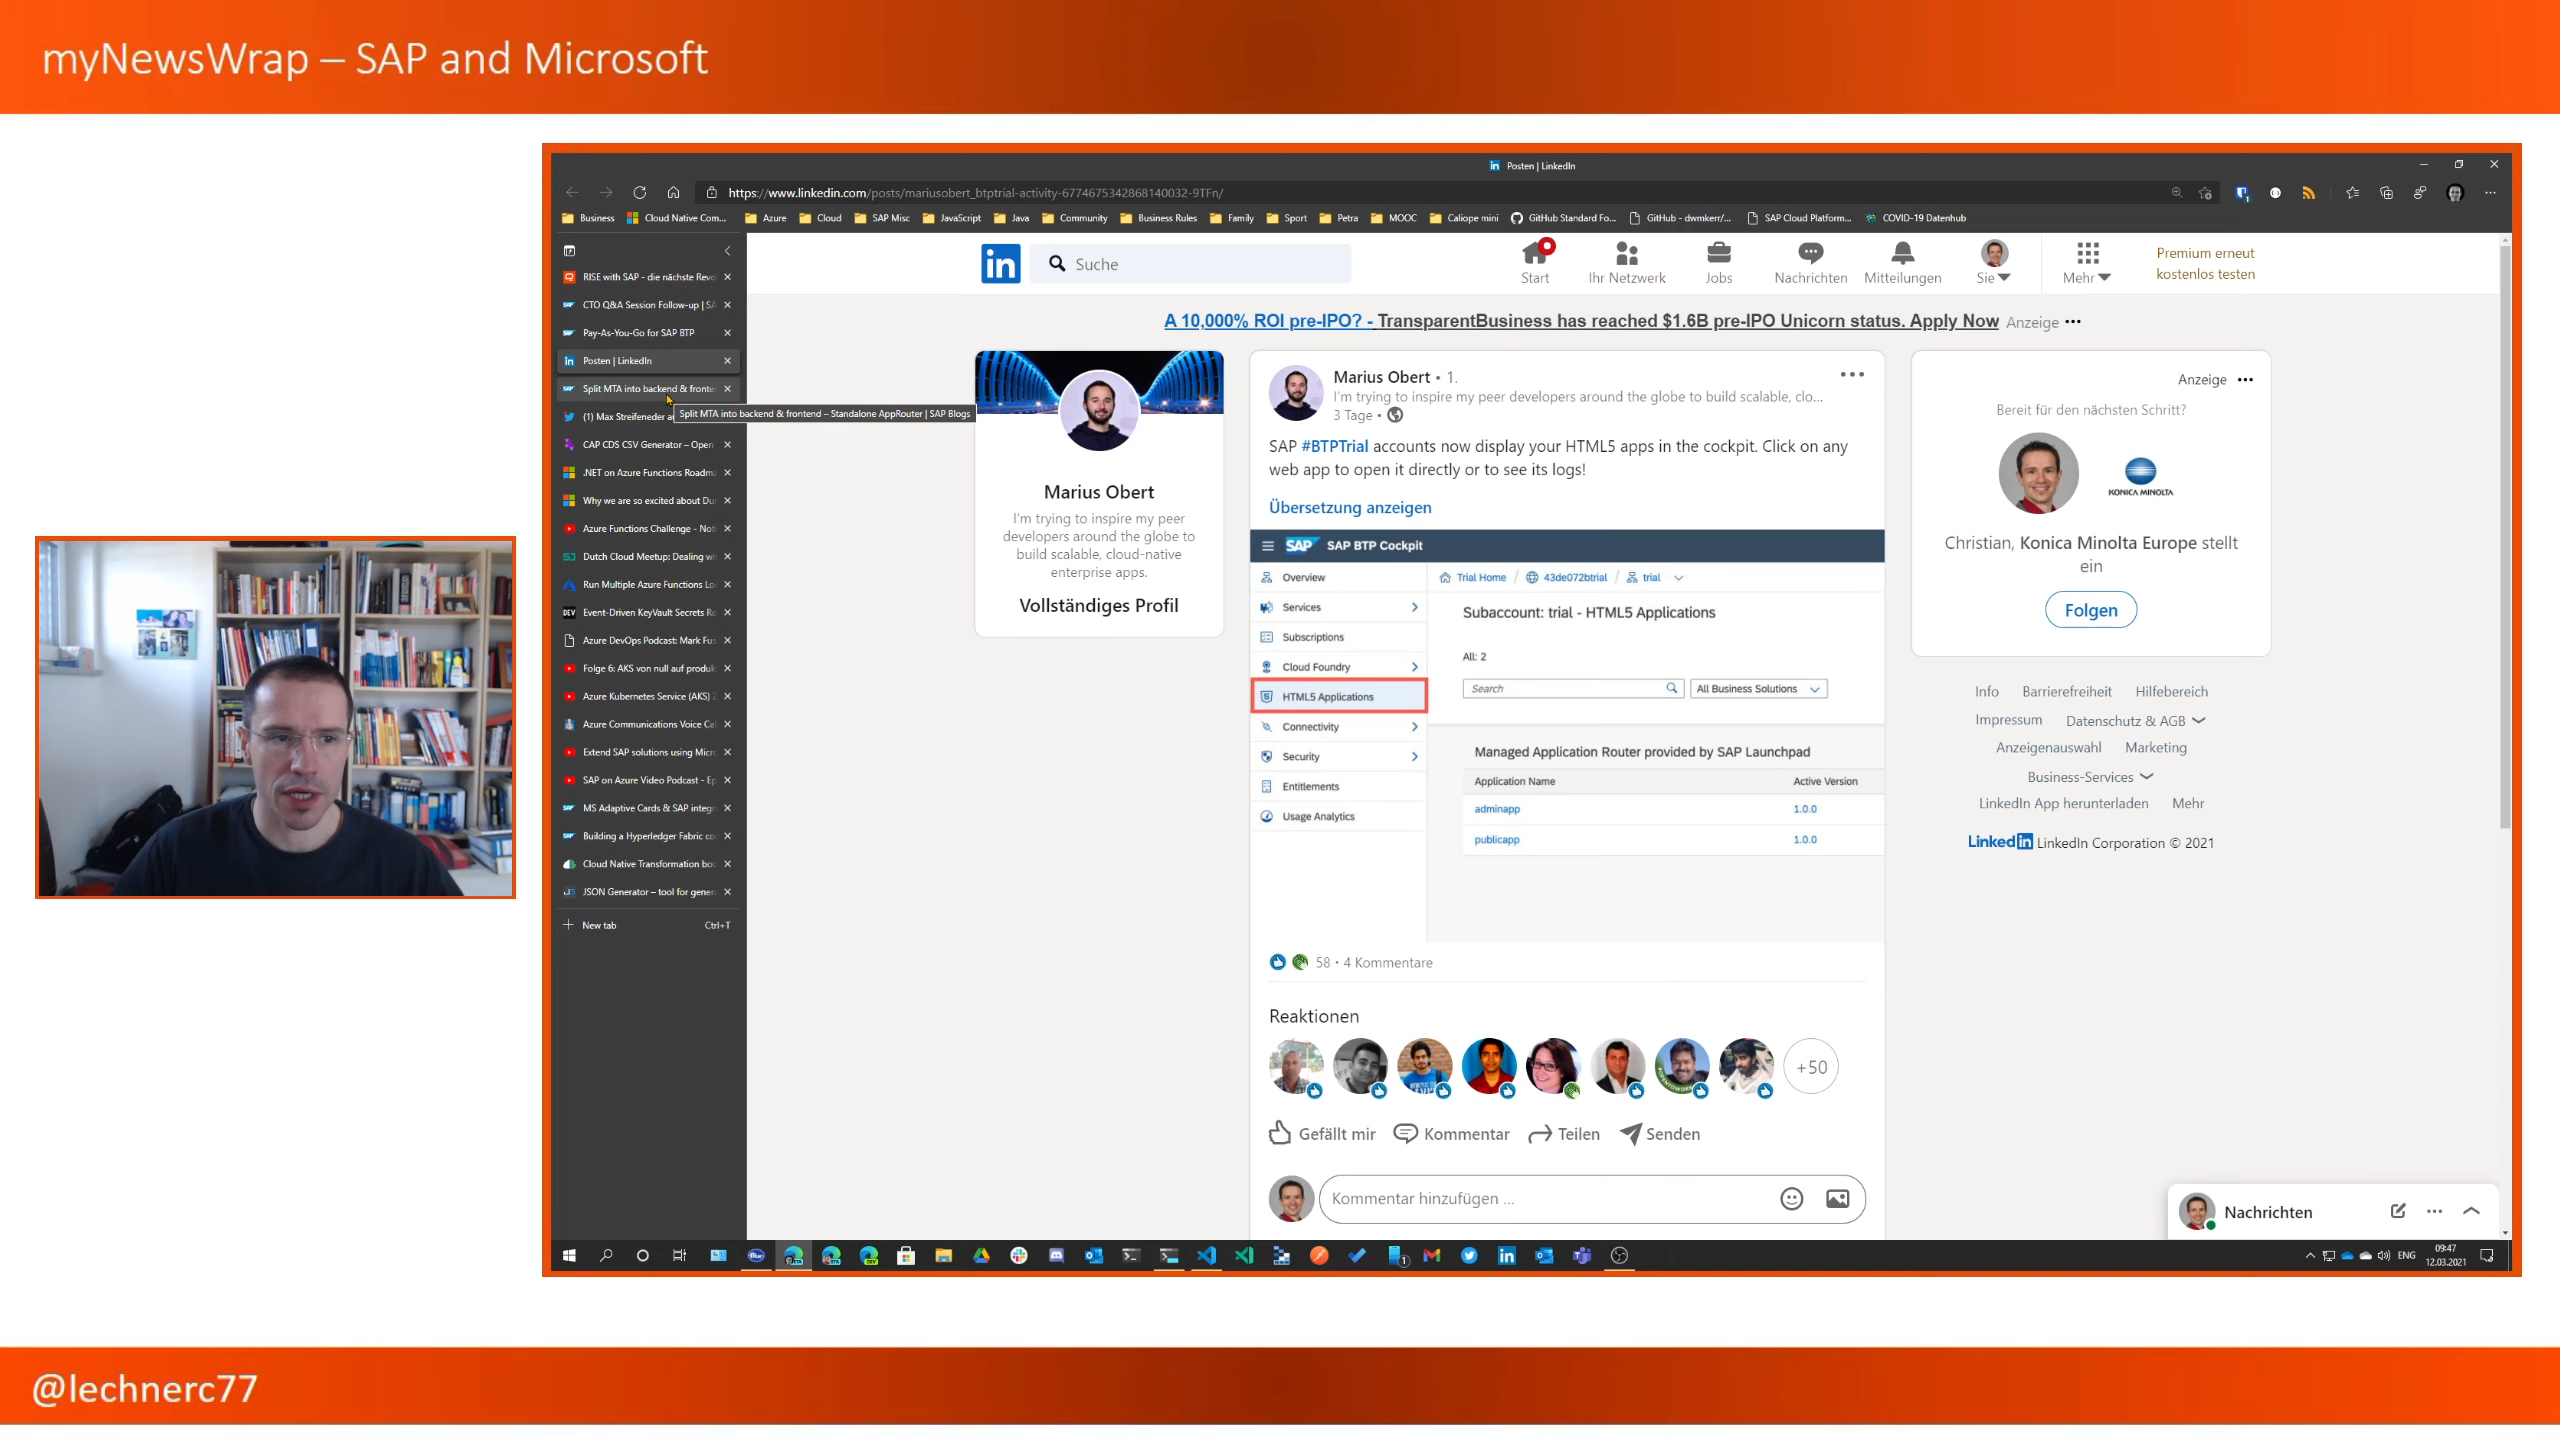 myNewsWrap – SAP and Microsoft
Posten | LinkedIn
https://www.linkedin.com/posts/mariusobert_btptrial-activity-6774675342868140032-9TFn/
Business
Cloud Native Com...
Azure
Cloud
SAP Misc
JavaScript
Java
Community
Business Rules
Family
Sport
Petra
MOOC
Caliope mini
GitHub Standard Fo...
GitHub - dwmkerr/...
SAP Cloud Platform...
COVID-19 Datenhub
RISE with SAP - die nächste Revo
CTO Q&A Session Follow-up | SA
Pay-As-You-Go for SAP BTP
Posten | LinkedIn
Split MTA into backend & fronte
(1) Max Streifeneder a
Split MTA into backend & frontend – Standalone AppRouter | SAP Blogs
CAP CDS CSV Generator – Open
.NET on Azure Functions Roadma
Why we are so excited about Du
Azure Functions Challenge - Not
Dutch Cloud Meetup: Dealing wi
Run Multiple Azure Functions Lo
Event-Driven KeyVault Secrets Ro
Azure DevOps Podcast: Mark Fus
Folge 6: AKS von null auf produk
Azure Kubernetes Service (AKS)
Azure Communications Voice Ca
Extend SAP solutions using Micro
SAP on Azure Video Podcast - Ep
MS Adaptive Cards & SAP integr
Building a Hyperledger Fabric co
Cloud Native Transformation boo
JSON Generator – tool for gener
New tab
Ctrl+T
Suche
Start
Ihr Netzwerk
Jobs
Nachrichten
Mitteilungen
Sie
Mehr
Premium erneut
kostenlos testen
A 10,000% ROI pre-IPO? - TransparentBusiness has reached $1.6B pre-IPO Unicorn status. Apply Now Anzeige •••
Marius Obert
I'm trying to inspire my peer
developers around the globe to
build scalable, cloud-native
enterprise apps.
Vollständiges Profil
Marius Obert • 1.
I'm trying to inspire my peer developers around the globe to build scalable, clo...
3 Tage •
SAP #BTPTrial accounts now display your HTML5 apps in the cockpit. Click on any
web app to open it directly or to see its logs!
Übersetzung anzeigen
SAP
SAP BTP Cockpit
Overview
Services
Subscriptions
Cloud Foundry
HTML5 Applications
Connectivity
Security
Entitlements
Usage Analytics
Trial Home / 43de072btrial / trial
Subaccount: trial - HTML5 Applications
All: 2
Search
All Business Solutions
Managed Application Router provided by SAP Launchpad
Application Name
Active Version
adminapp
1.0.0
publicapp
1.0.0
58 • 4 Kommentare
Reaktionen
+50
Gefällt mir
Kommentar
Teilen
Senden
Kommentar hinzufügen ...
Anzeige •••
Bereit für den nächsten Schritt?
KONICA MINOLTA
Christian, Konica Minolta Europe stellt
ein
Folgen
Info
Barrierefreiheit
Hilfebereich
Impressum
Datenschutz & AGB
Anzeigenauswahl
Marketing
Business-Services
LinkedIn App herunterladen
Mehr
LinkedIn LinkedIn Corporation © 2021
Nachrichten
ENG
09:47
12.03.2021
@lechnerc77